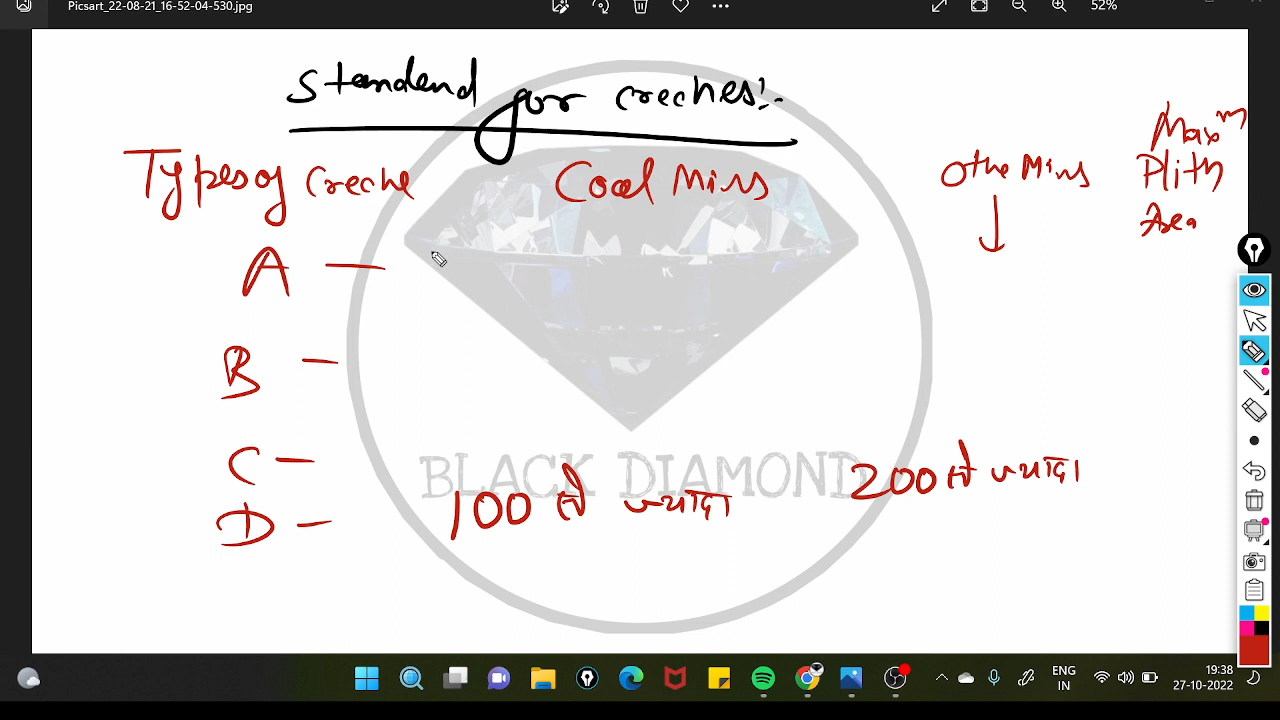 Picsart_22-08-21_16-52-04-530.jpg
52%
Standend for creches:-
Types of creche Coal Mins Othe Mins Maxm Plith Area
A —
B —
C —
D — 100 से ज्यादा 200 से ज्यादा
BLACK DIAMOND
ENG
IN
19:38
27-10-2022